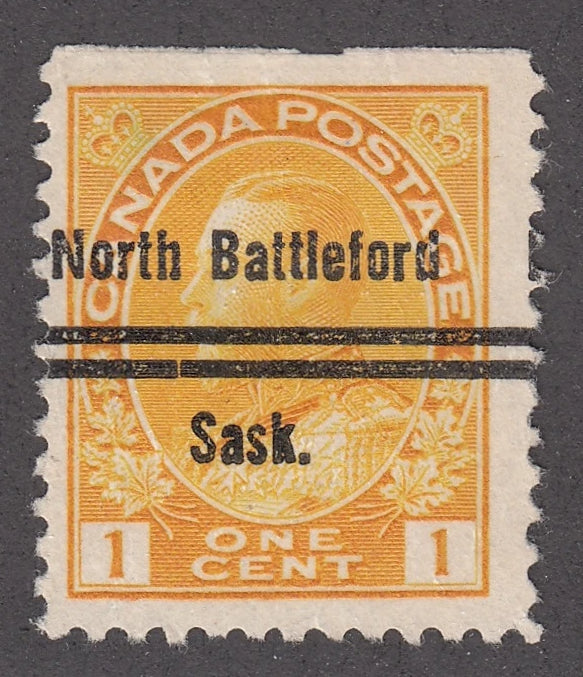 CANADA POSTAGE
North Battleford
Sask.
1 ONE CENT 1